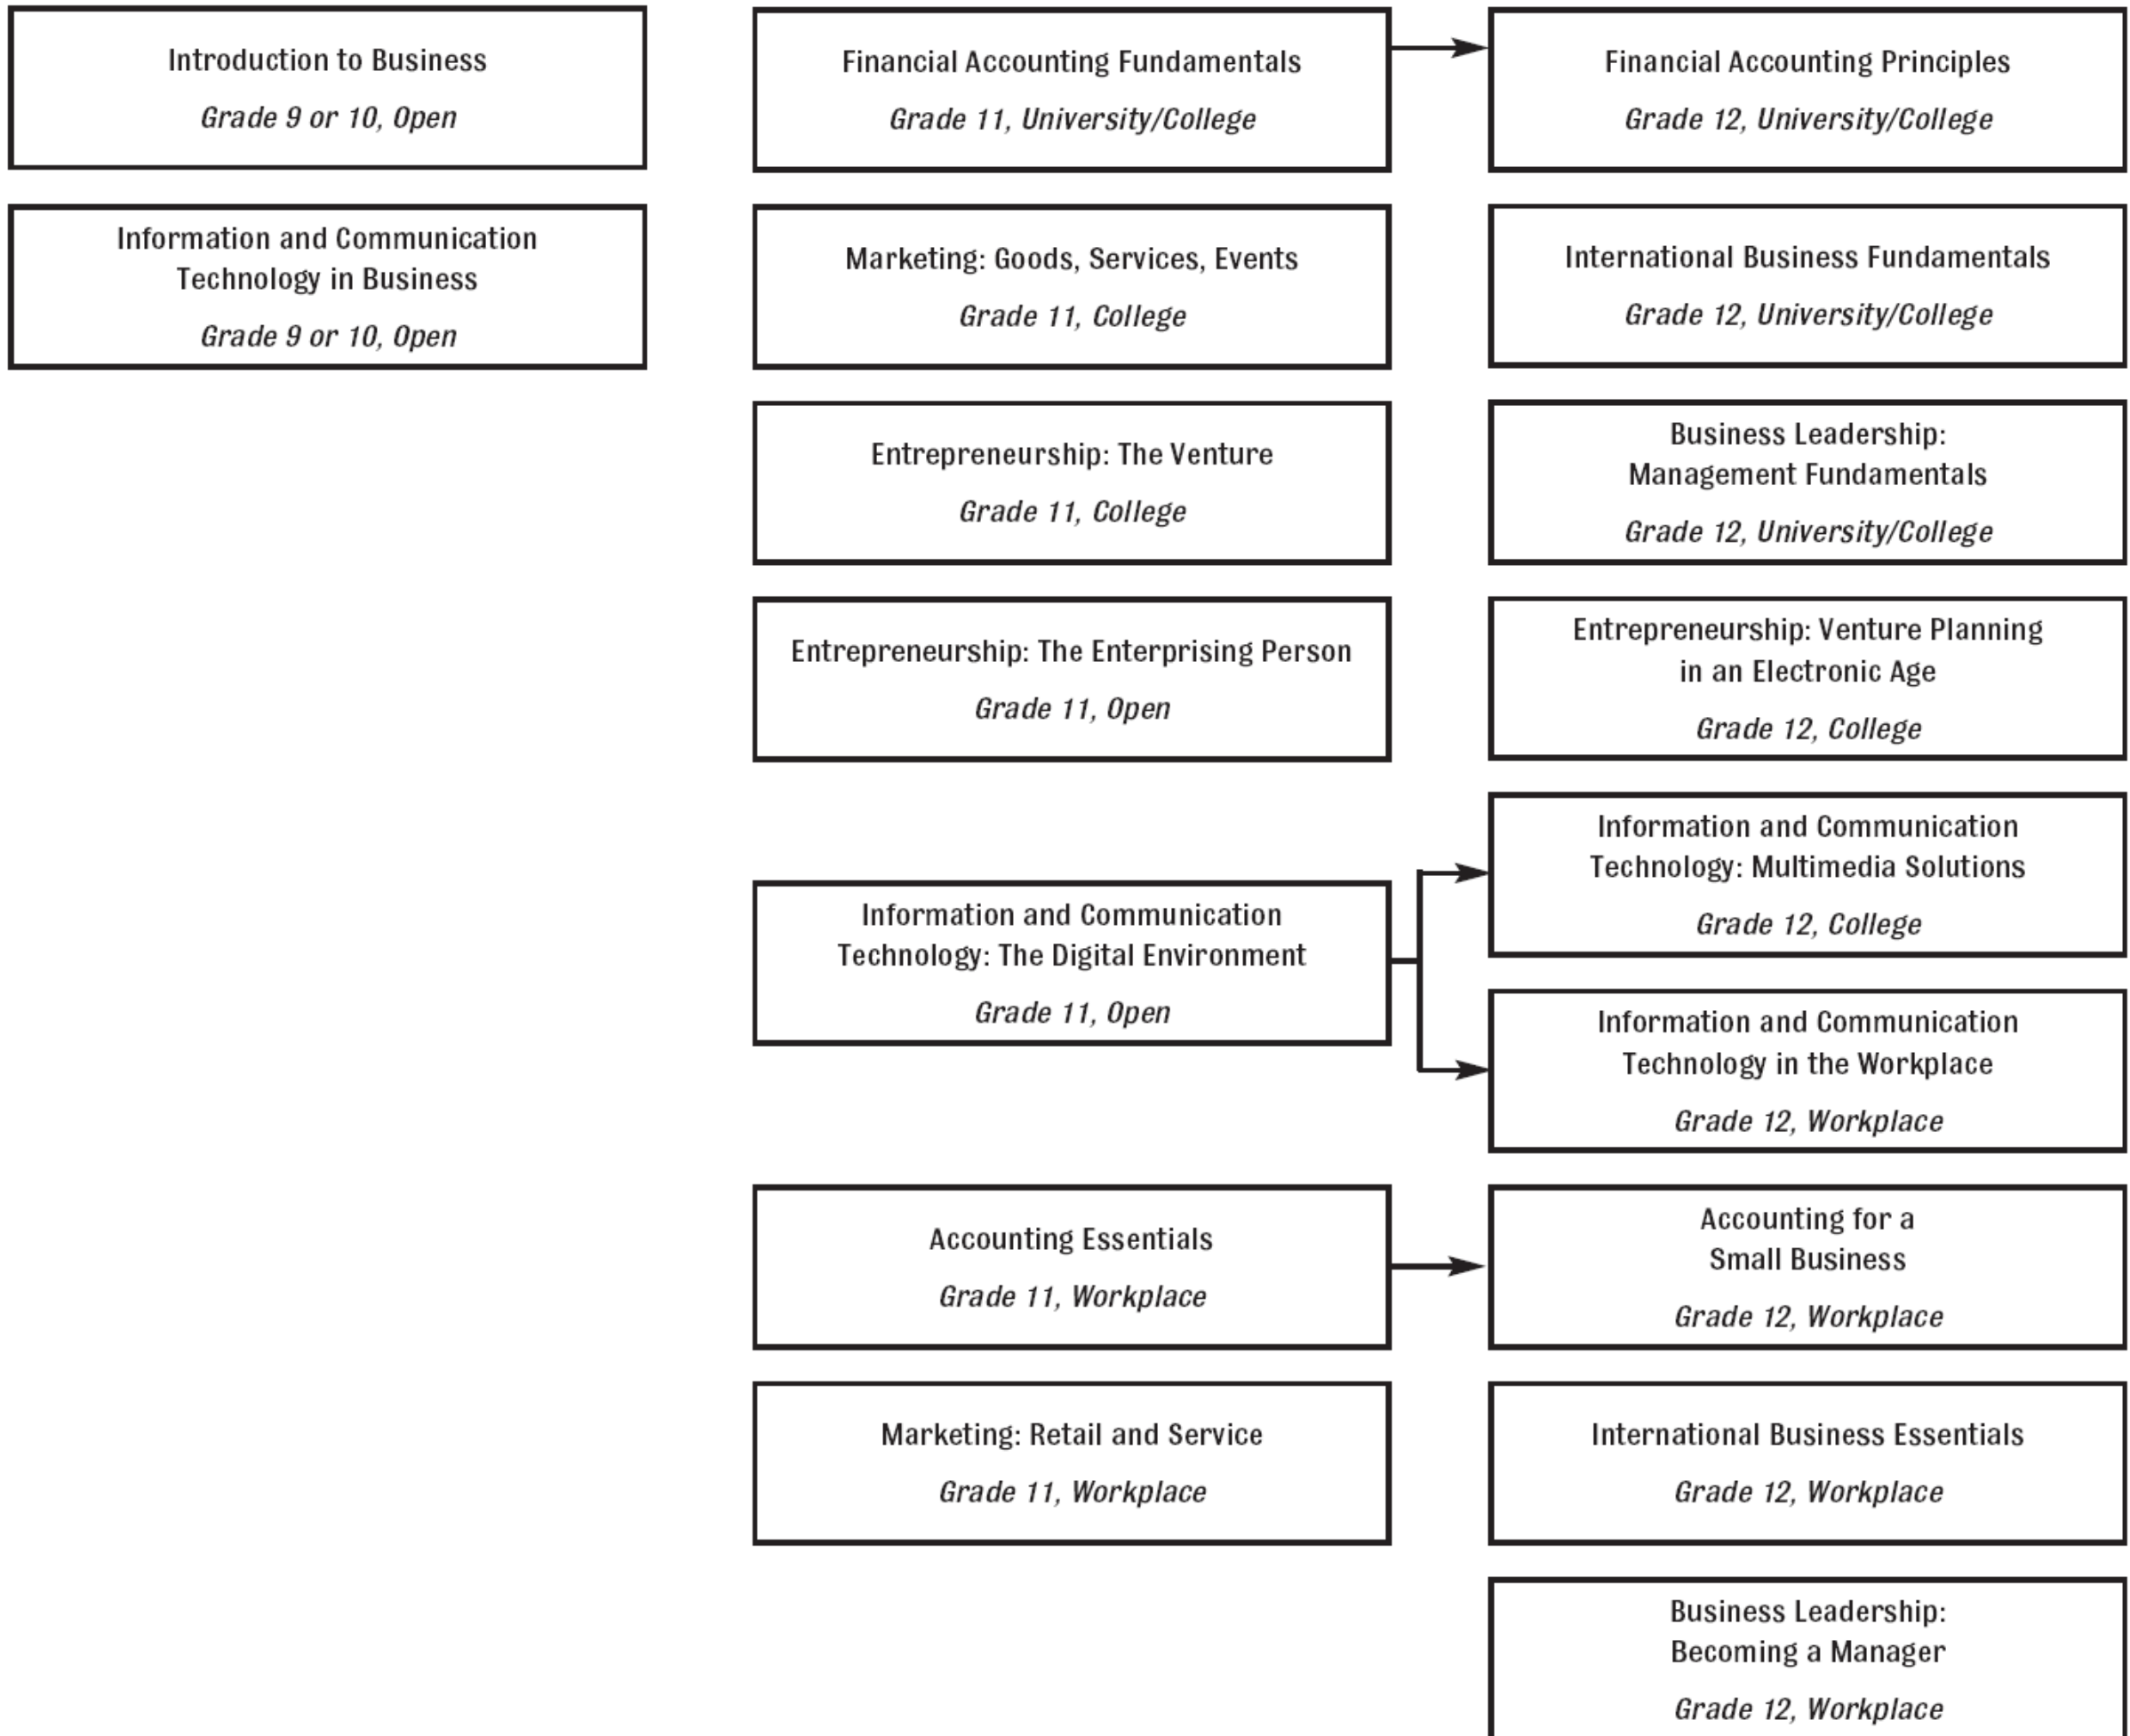 Introduction to Business
Grade 9 or 10, Open
Information and Communication
Technology in Business
Grade 9 or 10, Open
Financial Accounting Fundamentals
Grade 11, University/College
Marketing: Goods, Services, Events
Grade 11, College
Entrepreneurship: The Venture
Grade 11, College
Entrepreneurship: The Enterprising Person
Grade 11, Open
Information and Communication
Technology: The Digital Environment
Grade 11, Open
Accounting Essentials
Grade 11, Workplace
Marketing: Retail and Service
Grade 11, Workplace
Financial Accounting Principles
Grade 12, University/College
International Business Fundamentals
Grade 12, University/College
Business Leadership:
Management Fundamentals
Grade 12, University/College
Entrepreneurship: Venture Planning
in an Electronic Age
Grade 12, College
Information and Communication
Technology: Multimedia Solutions
Grade 12, College
Information and Communication
Technology in the Workplace
Grade 12, Workplace
Accounting for a
Small Business
Grade 12, Workplace
International Business Essentials
Grade 12, Workplace
Business Leadership:
Becoming a Manager
Grade 12, Workplace